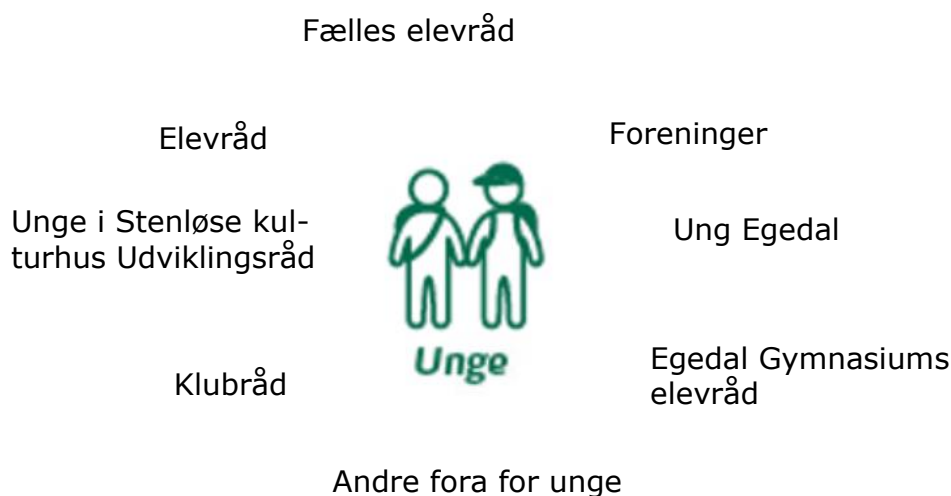 Fælles elevråd
Elevråd
Foreninger
Unge i Stenløse kul-
turhus Udviklingsråd
Ung Egedal
Unge
Klubråd
Egedal Gymnasiums
elevråd
Andre fora for unge